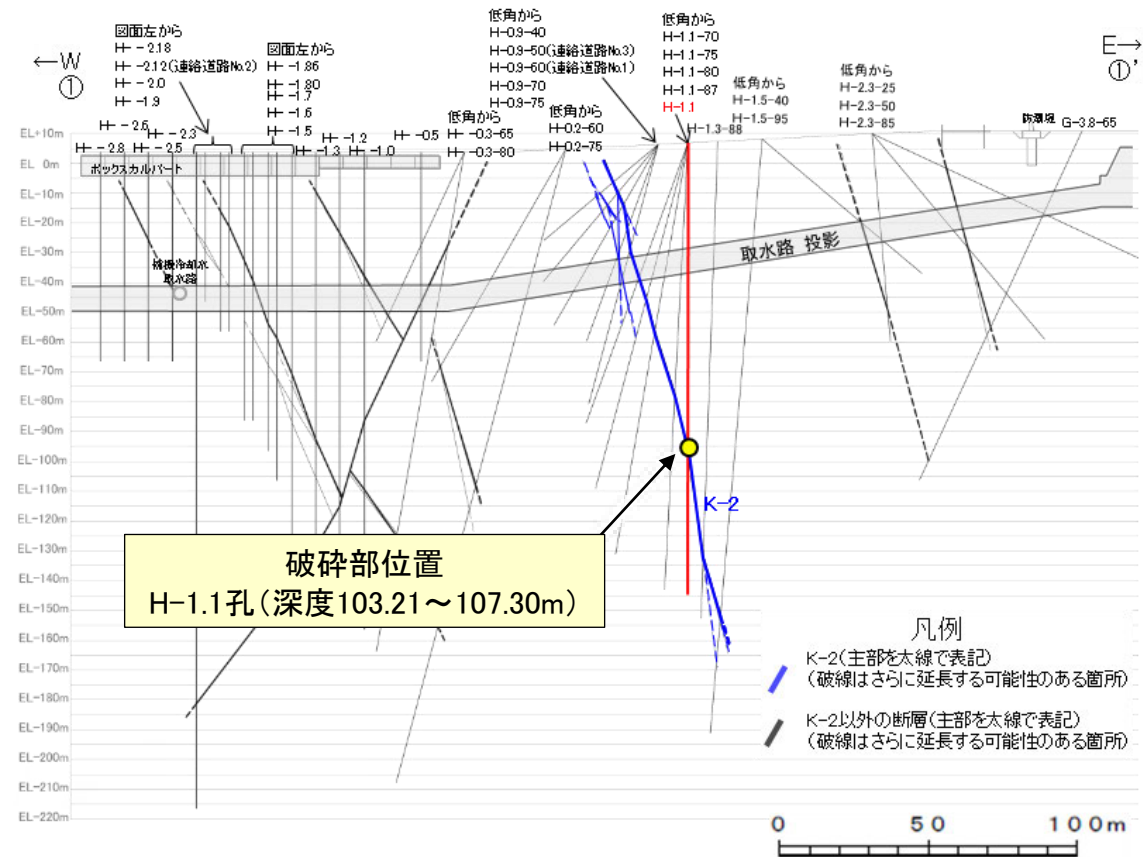 ←W
①
E→
①'
図面左から
H- -2.18
H- -2.12(連絡道路No.2)
H- -2.0
H- -1.9
図面左から
H- -1.86
H- -1.80
H- -1.7
H- -1.6
H- -1.5
低角から
H-0.9-40
H-0.9-50(連絡道路No.3)
H-0.9-60(連絡道路No.1)
H-0.9-70
H-0.9-75
低角から
H-1.1-70
H-1.1-75
H-1.1-80
H-1.1-87
H-1.1
H-1.5-40
H-1.5-95
低角から
H-2.3-25
H-2.3-50
H-2.3-85
防潮堤
G-3.8-65
H-1.3-88
低角から
H-0.2-60
H-0.2-75
低角から
H- -0.3-65
H- -0.3-80
H- -0.5
H- -1.2
H- -1.3
H- -1.0
H- -2.6
H- -2.3
H- -2.8
H- -2.5
ボックスカルバート
補機冷却水
取水路
取水路 投影
EL+10m
EL 0m
EL-10m
EL-20m
EL-30m
EL-40m
EL-50m
EL-60m
EL-70m
EL-80m
EL-90m
EL-100m
EL-110m
EL-120m
EL-130m
EL-140m
EL-150m
EL-160m
EL-170m
EL-180m
EL-190m
EL-200m
EL-210m
EL-220m
K-2
破砕部位置
H-1.1孔(深度103.21～107.30m)
凡例
K-2(主部を太線で表記)
(破線はさらに延長する可能性のある箇所)
K-2以外の断層(主部を太線で表記)
(破線はさらに延長する可能性のある箇所)
0 50 100m